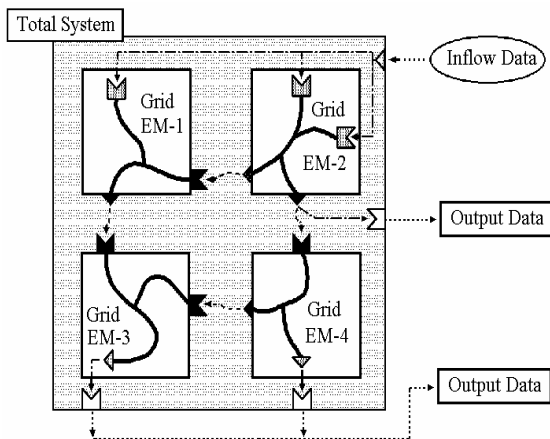 Total System
Inflow Data
Grid
EM-1
Grid
EM-2
Output Data
Grid
EM-3
Grid
EM-4
Output Data